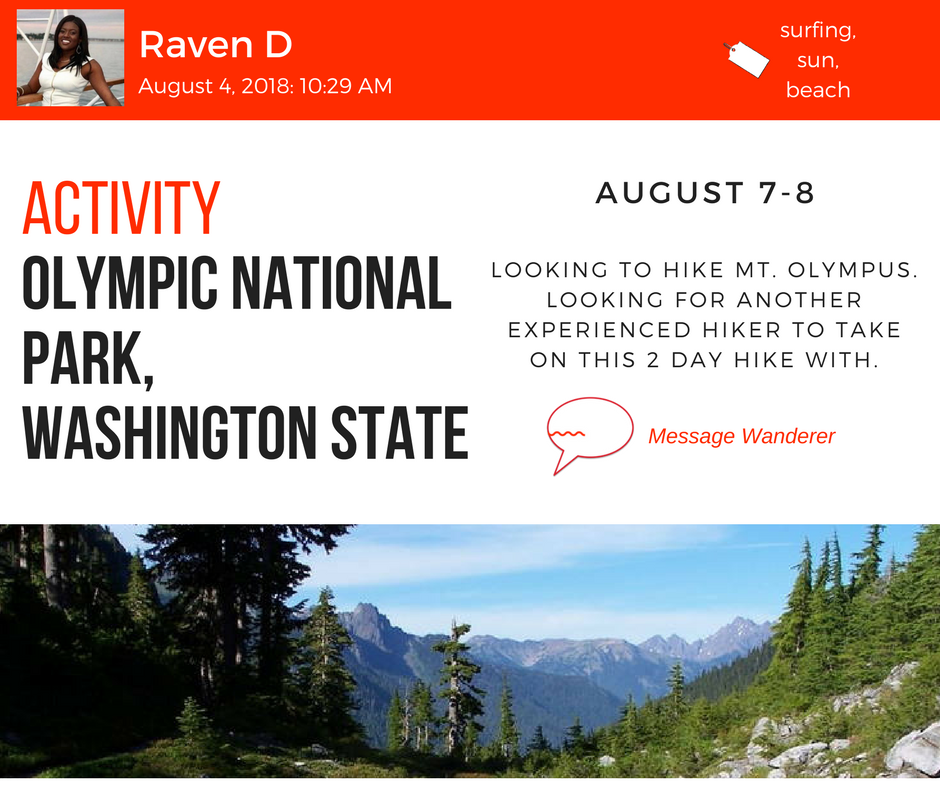 Raven D
August 4, 2018: 10:29 AM
surfing,
sun,
beach
ACTIVITY
OLYMPIC NATIONAL
PARK,
WASHINGTON STATE
AUGUST 7-8
LOOKING TO HIKE MT. OLYMPUS.
LOOKING FOR ANOTHER
EXPERIENCED HIKER TO TAKE
ON THIS 2 DAY HIKE WITH.
Message Wanderer